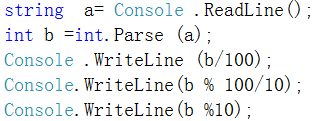 string  a= Console .ReadLine();
int b =int.Parse (a);
Console .WriteLine (b/100);
Console.WriteLine(b % 100/10);
Console.WriteLine(b %10);